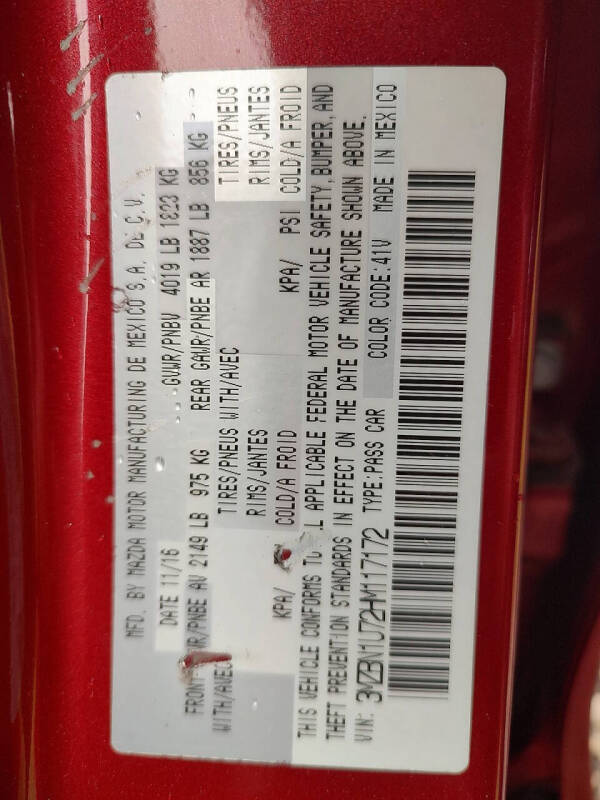 MFD. BY MAZDA MOTOR MANUFACTURING DE MEXICO S.A. DE C.V.
DATE 11/16 GVWR/PNBV 4019 LB 1823 KG
FRONT /PNBE AV 2149 LB 975 KG REAR GAWR/PNBE AR 1887 LB 856 KG
WITH/AVEC TIRES/PNEUS WITH/AVEC TIRES/PNEUS
RIMS/JANTES RIMS/JANTES
KPA/ COLD/A FROID KPA/ PSI COLD/A FROID
THIS VEHICLE CONFORMS APPLICABLE FEDERAL MOTOR VEHICLE SAFETY, BUMPER, AND
THEFT PREVENTION STANDARDS IN EFFECT ON THE DATE OF MANUFACTURE SHOWN ABOVE.
VIN: 3MZBN1U72HM117172 TYPE:PASS CAR COLOR CODE:41V MADE IN MEXICO